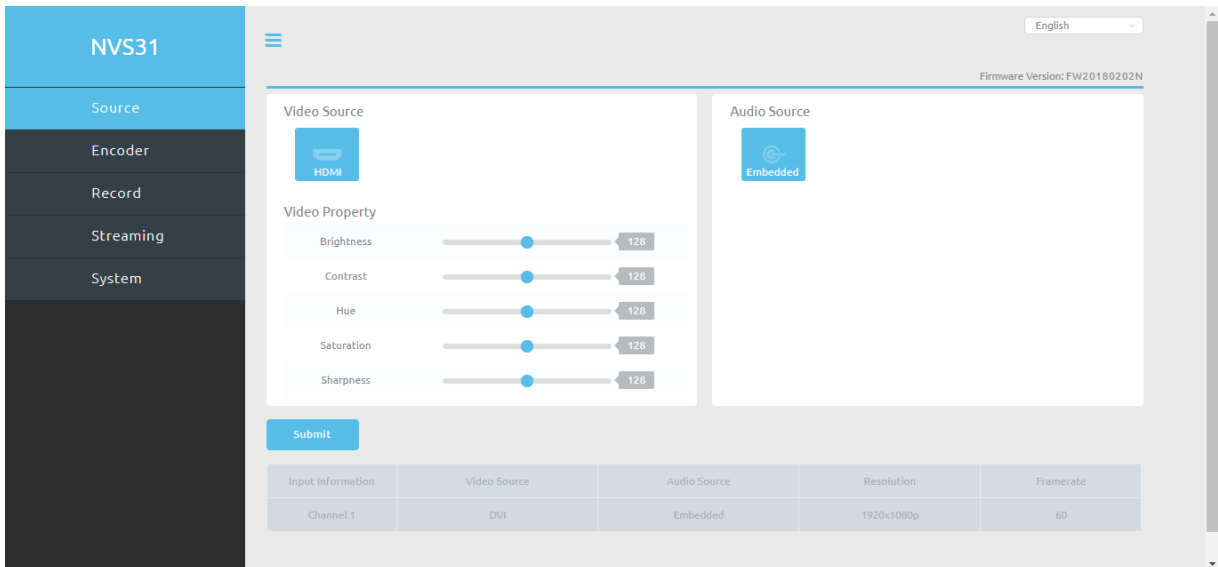 NVS31
English
Firmware Version: FW20180202N
Source
Encoder
Record
Streaming
System
Video Source
HDMI
Video Property
Brightness 128
Contrast 128
Hue 128
Saturation 128
Sharpness 128
Audio Source
Embedded
Submit
Input Information Video Source Audio Source Resolution Framerate
Channel 1 DVI Embedded 1920x1080p 60